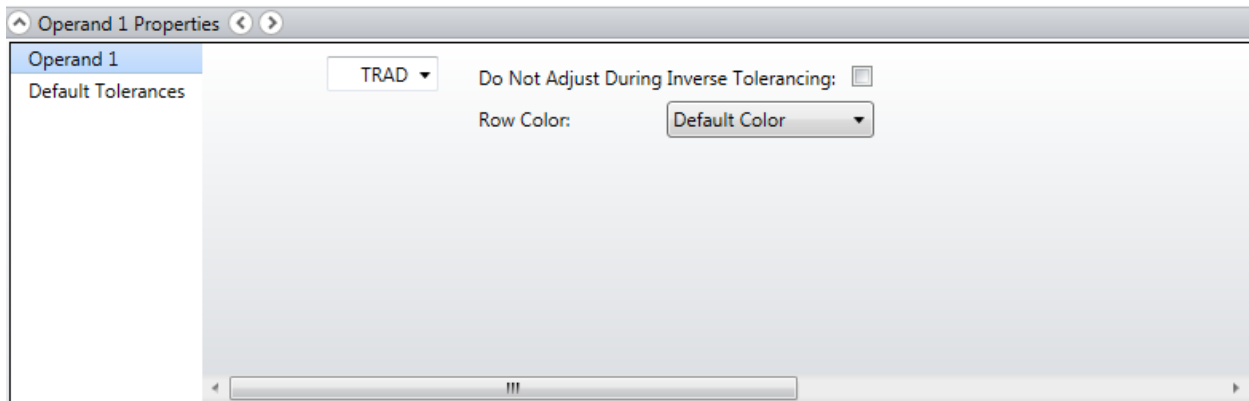 Operand 1 Properties
Operand 1
Default Tolerances
TRAD
Do Not Adjust During Inverse Tolerancing:
Row Color:
Default Color